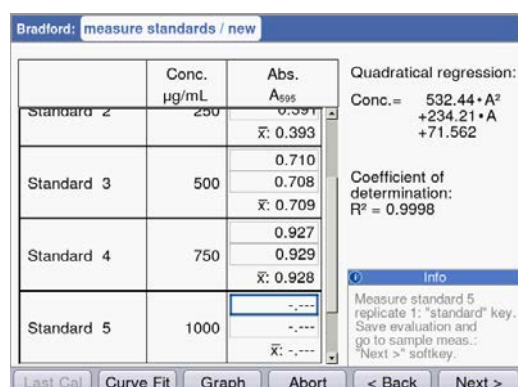 Bradford: measure standards / new
Conc. Abs.
µg/mL A595
Standard 2 250 0.391
x̅: 0.393
0.710
Standard 3 500 0.708
x̅: 0.709
0.927
Standard 4 750 0.929
x̅: 0.928
-.---
Standard 5 1000 -.---
x̅: -.---
Quadratical regression:
Conc.= 532.44•A²
+234.21•A
+71.562
Coefficient of
determination:
R² = 0.9998
Info
Measure standard 5
replicate 1: "standard" key.
Save evaluation and
go to sample meas.:
"Next >" softkey.
Last Cal Curve Fit Graph Abort < Back Next >